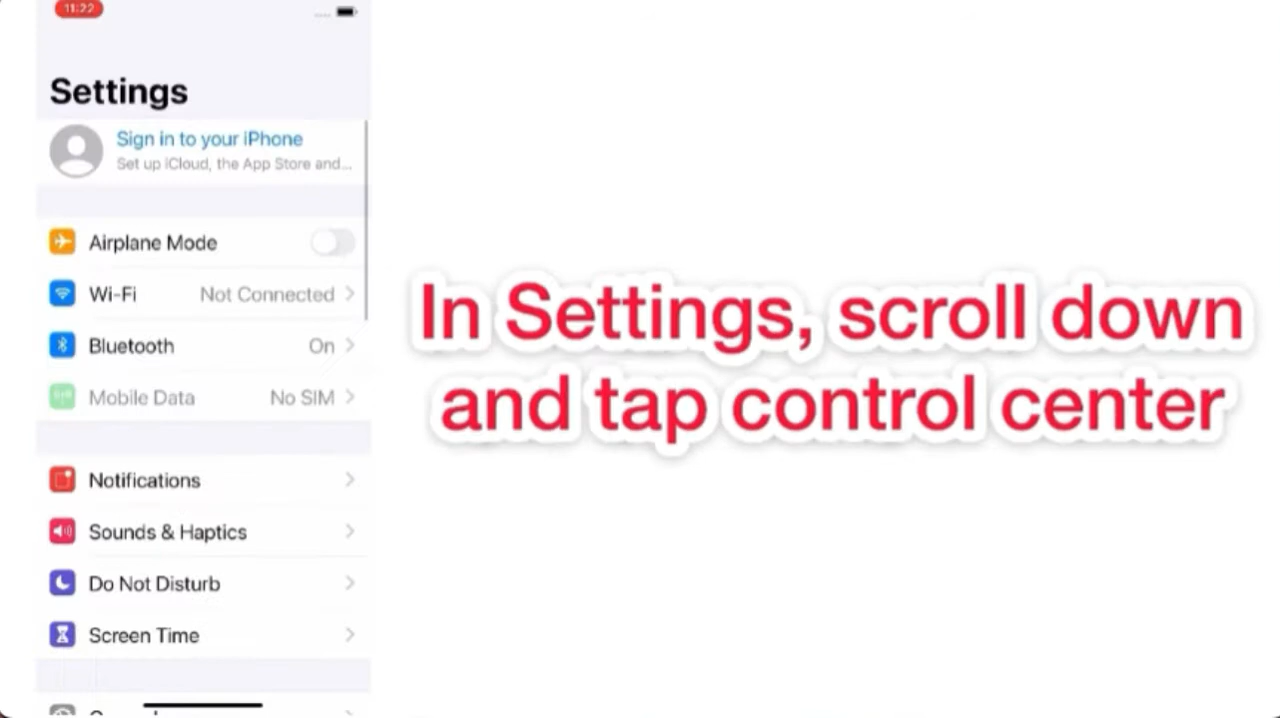 11:22
Settings
Sign in to your iPhone
Set up iCloud, the App Store and...
Airplane Mode
Wi-Fi Not Connected
Bluetooth On
Mobile Data No SIM
Notifications
Sounds & Haptics
Do Not Disturb
Screen Time
In Settings, scroll down
and tap control center